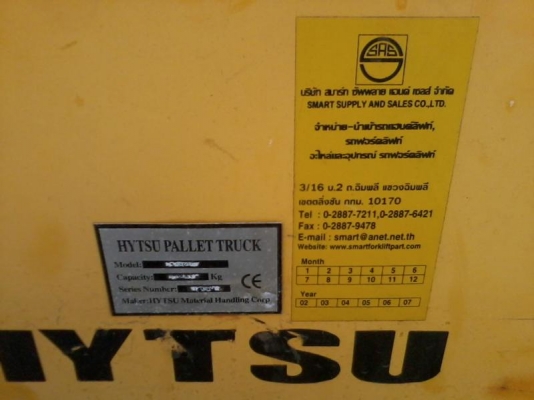 SAS
บริษัท สมาร์ท ซัพพลาย แอนด์ เซลส์ จำกัด
SMART SUPPLY AND SALES CO.,LTD.
จำหน่าย-นำเข้ารถแฮนด์ลิฟท์,
รถฟอร์คลิฟท์
อะไหล่และอุปกรณ์ รถฟอร์คลิฟท์
3/16 ม.2 ถ.ฉิมพลี แขวงฉิมพลี
เขตตลิ่งชัน กทม. 10170
Tel : 0-2887-7211,0-2887-6421
Fax : 0-2887-9478
E-mail : smart@anet.net.th
Website: www.smartforkliftpart.com
Month
1 2 3 4 5 6
7 8 9 10 11 12
Year
02 03 04 05 06 07
HYTSU PALLET TRUCK
Model:
Capacity: Kg
Series Number: CE
Maker: HYTSU Material Handling Corp.
HYTSU